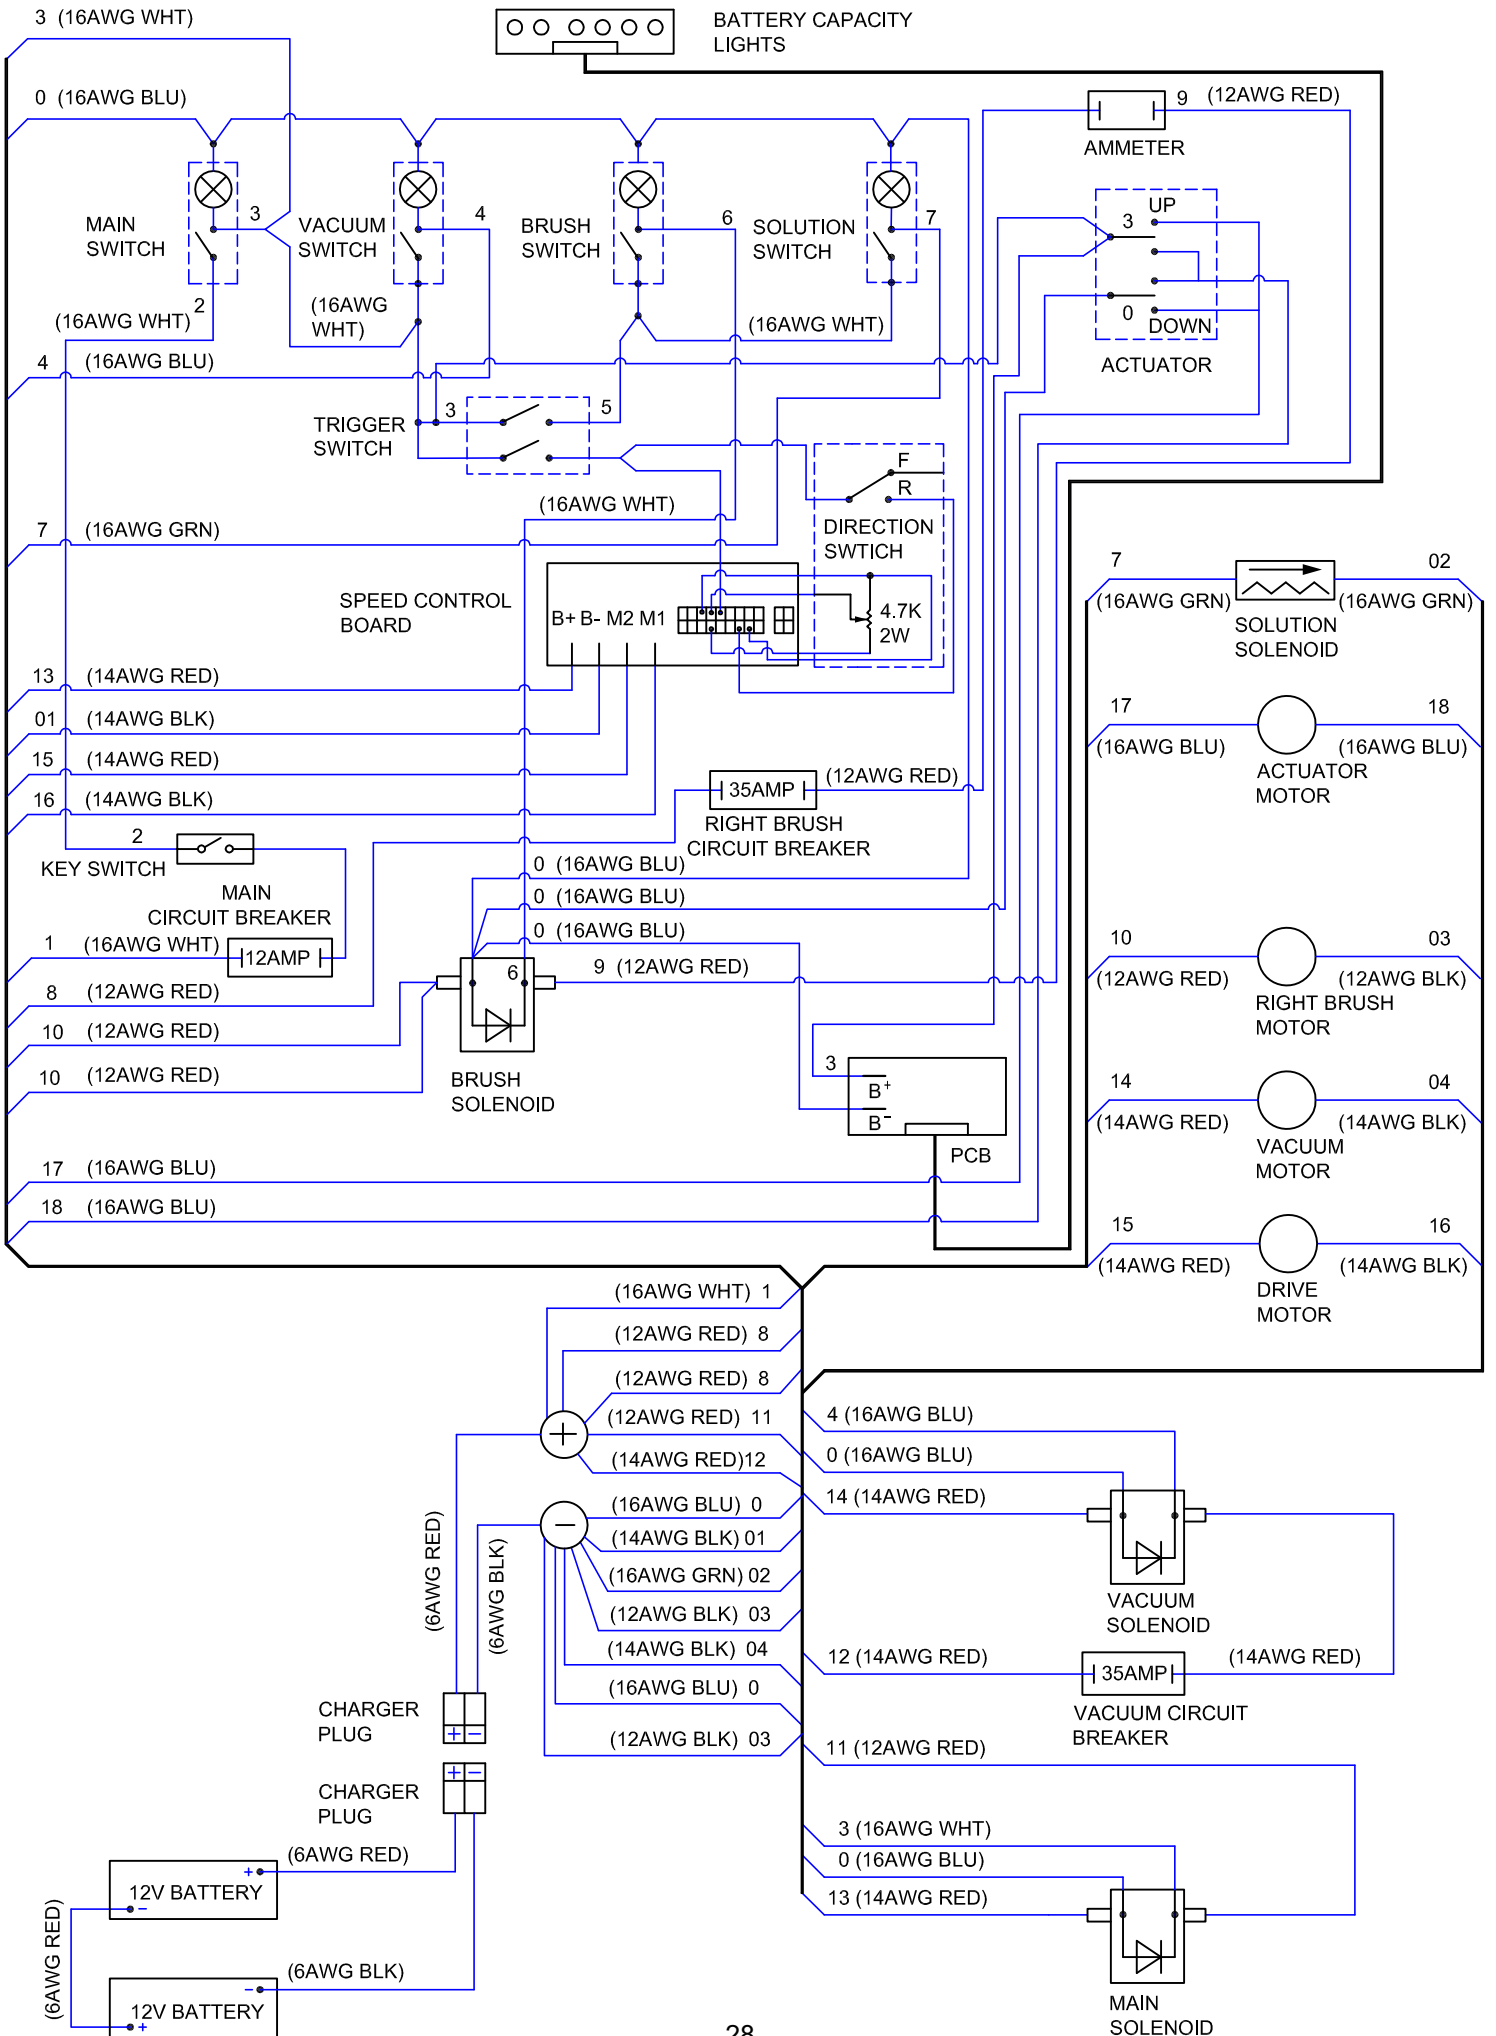 3 (16AWG WHT)
BATTERY CAPACITY
LIGHTS
0 (16AWG BLU)
9 (12AWG RED)
AMMETER
MAIN
SWITCH
3
VACUUM
SWITCH
4
BRUSH
SWITCH
6
SOLUTION
SWITCH
7
UP
3
0
DOWN
ACTUATOR
2
(16AWG WHT)
(16AWG
WHT)
(16AWG WHT)
4 (16AWG BLU)
TRIGGER
SWITCH
3
5
F
R
DIRECTION
SWTICH
(16AWG WHT)
7 (16AWG GRN)
SPEED CONTROL
BOARD
B+ B- M2 M1
4.7K
2W
7
02
(16AWG GRN)
(16AWG GRN)
SOLUTION
SOLENOID
13 (14AWG RED)
01 (14AWG BLK)
15 (14AWG RED)
16 (14AWG BLK)
17
18
(16AWG BLU)
(16AWG BLU)
ACTUATOR
MOTOR
35AMP
(12AWG RED)
RIGHT BRUSH
CIRCUIT BREAKER
2
KEY SWITCH
MAIN
CIRCUIT BREAKER
0 (16AWG BLU)
0 (16AWG BLU)
0 (16AWG BLU)
1 (16AWG WHT)
12AMP
8 (12AWG RED)
10 (12AWG RED)
10 (12AWG RED)
6
9 (12AWG RED)
BRUSH
SOLENOID
10
03
(12AWG RED)
(12AWG BLK)
RIGHT BRUSH
MOTOR
3
B+
B-
PCB
14
04
(14AWG RED)
(14AWG BLK)
VACUUM
MOTOR
17 (16AWG BLU)
18 (16AWG BLU)
15
16
(14AWG RED)
(14AWG BLK)
DRIVE
MOTOR
(16AWG WHT) 1
(12AWG RED) 8
(12AWG RED) 8
(12AWG RED) 11
(14AWG RED)12
(16AWG BLU) 0
(14AWG BLK) 01
(16AWG GRN) 02
(12AWG BLK) 03
(14AWG BLK) 04
(16AWG BLU) 0
(12AWG BLK) 03
+
−
(6AWG RED)
(6AWG BLK)
4 (16AWG BLU)
0 (16AWG BLU)
14 (14AWG RED)
VACUUM
SOLENOID
12 (14AWG RED)
35AMP
(14AWG RED)
VACUUM CIRCUIT
BREAKER
11 (12AWG RED)
CHARGER
PLUG
+ −
+ −
CHARGER
PLUG
3 (16AWG WHT)
0 (16AWG BLU)
13 (14AWG RED)
MAIN
SOLENOID
(6AWG RED)
+
12V BATTERY
-
(6AWG RED)
(6AWG BLK)
-
12V BATTERY
+
28